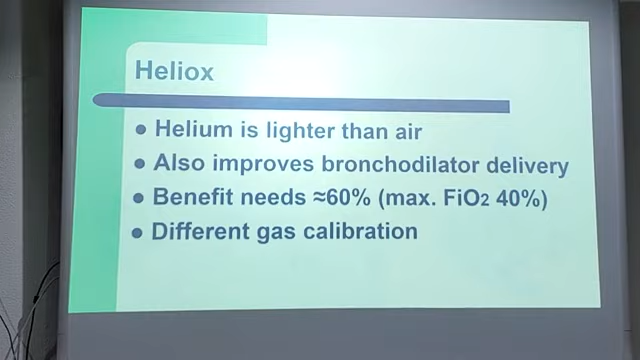 Heliox
● Helium is lighter than air
● Also improves bronchodilator delivery
● Benefit needs ≈60% (max. FiO2 40%)
● Different gas calibration